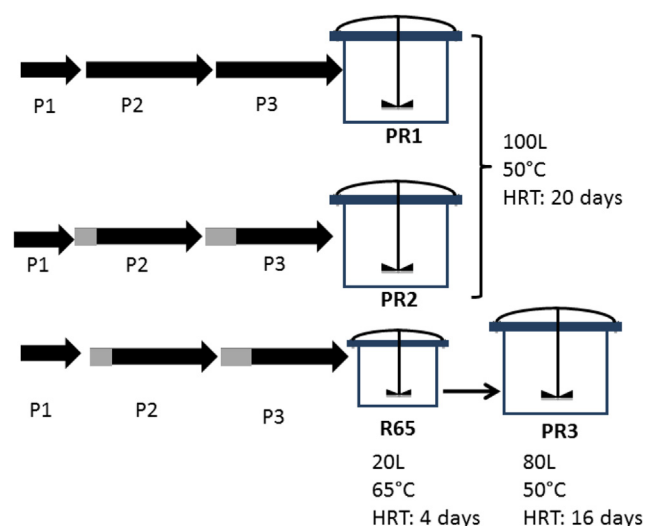 P1
P2
P3
PR1
100L
50°C
HRT: 20 days
P1
P2
P3
PR2
P1
P2
P3
R65
20L
65°C
HRT: 4 days
PR3
80L
50°C
HRT: 16 days